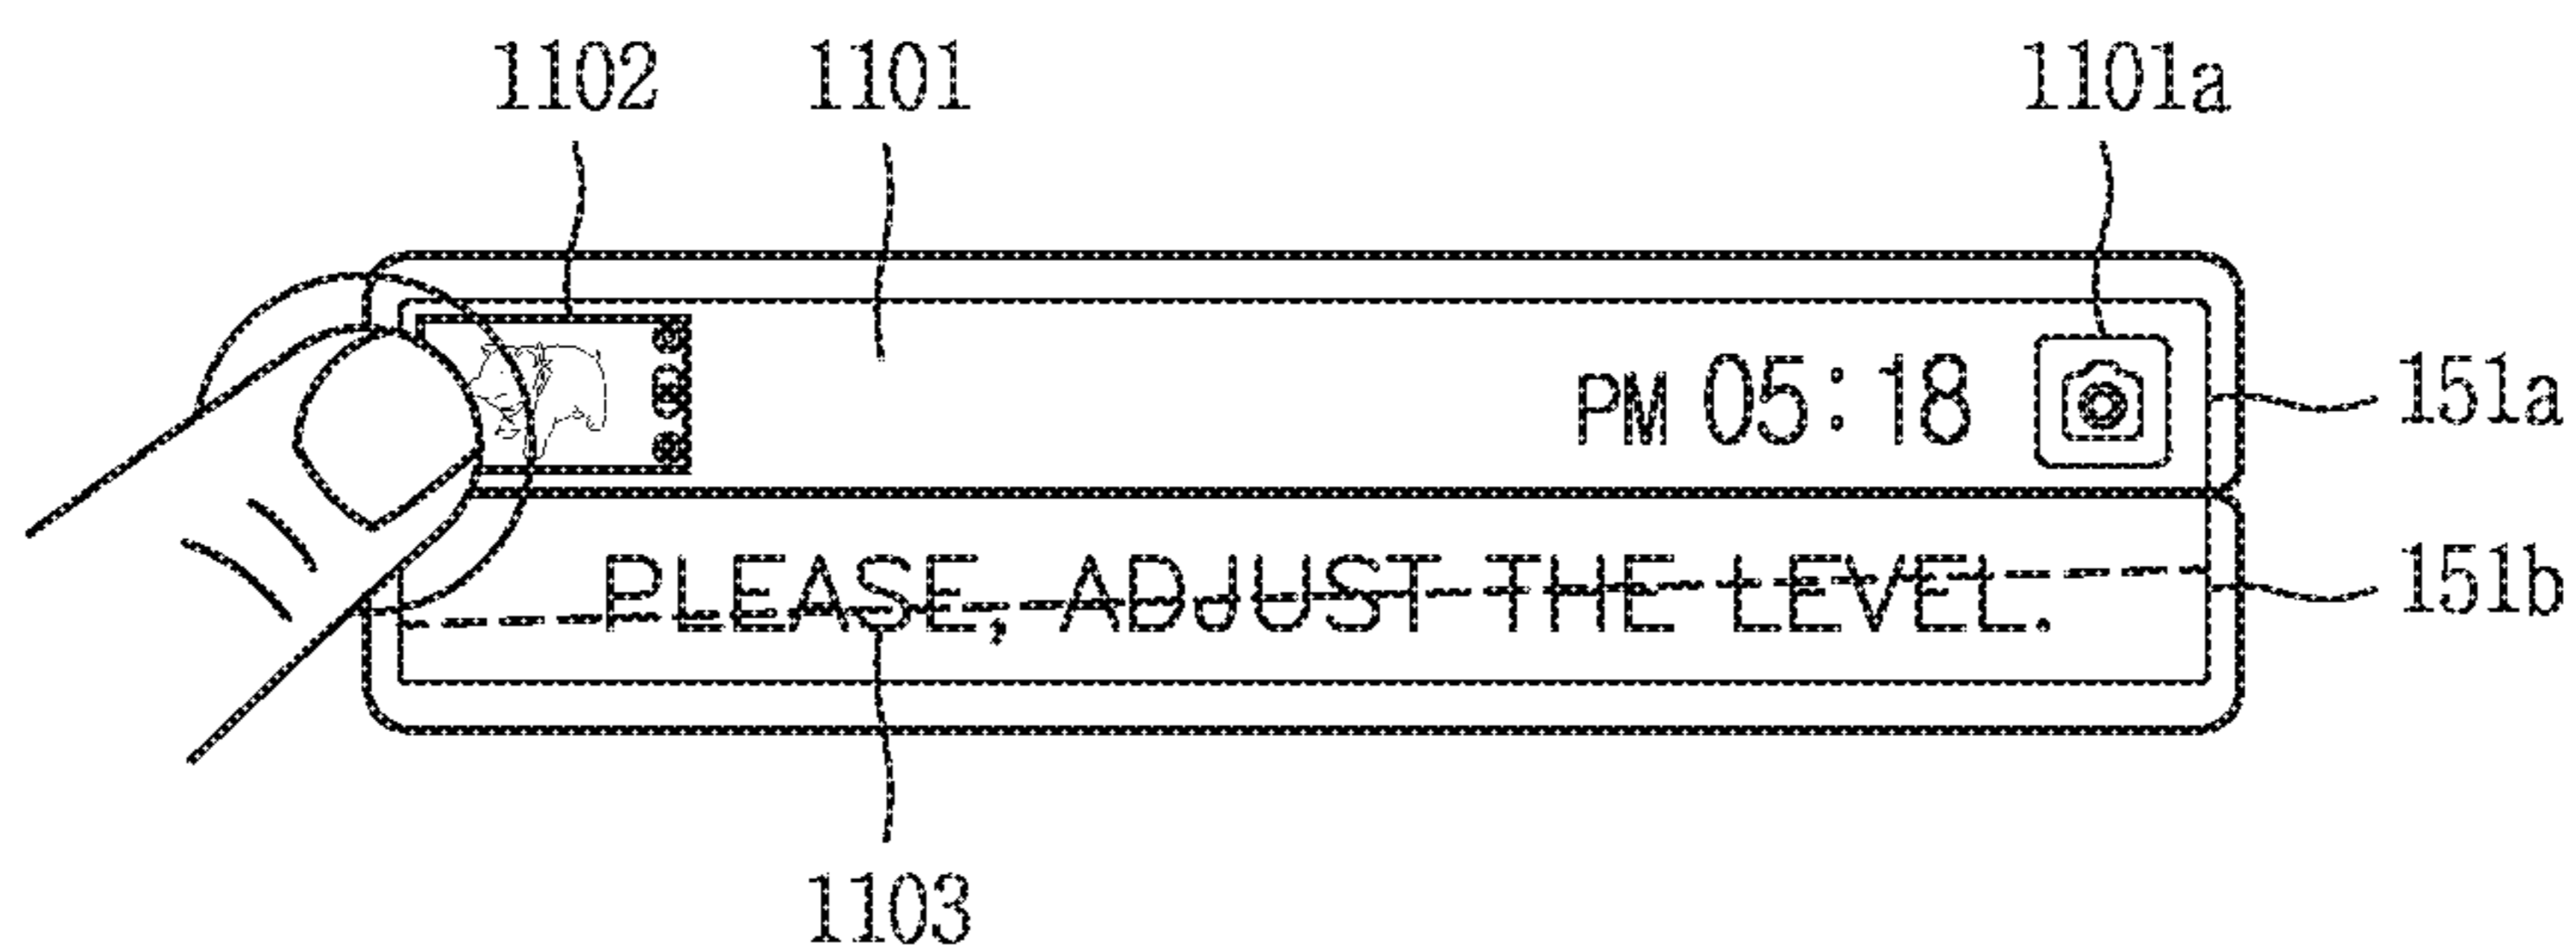 1102 1101 1101a
PM 05:18
151a
PLEASE, ADJUST THE LEVEL.
151b
1103